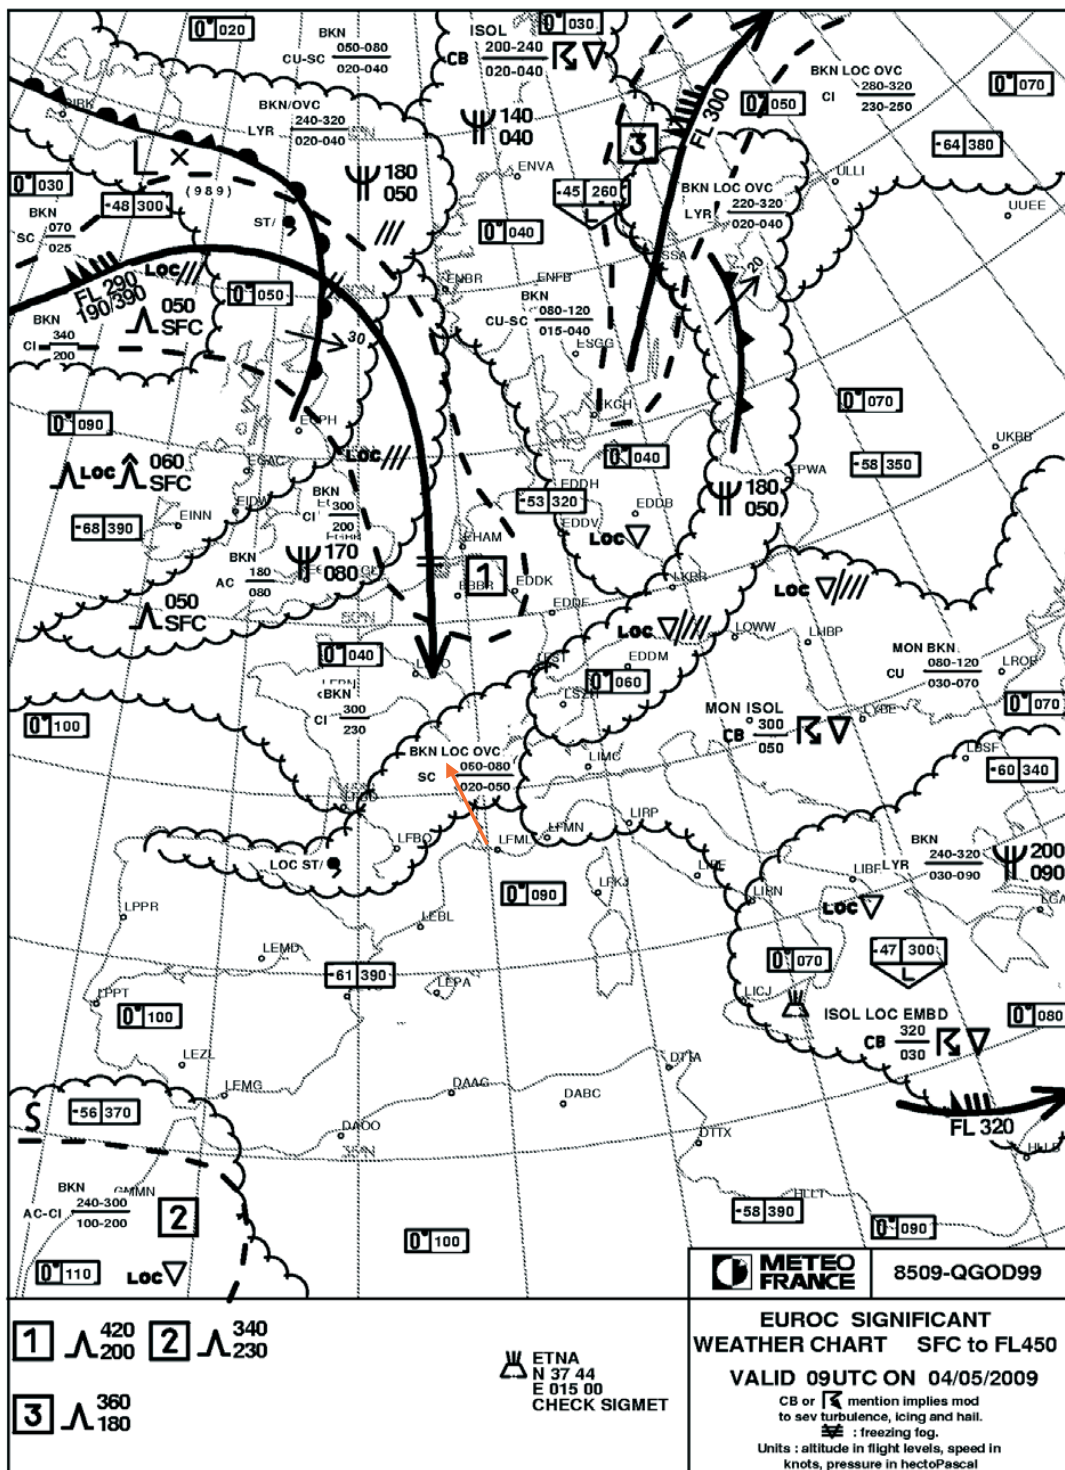 0° 020
BKN
CU-SC 050-080
020-040
ISOL
CB 200-240
020-040
0° 030
BKN LOC OVC
CI 280-320
230-250
0° 070
BIRK
BKN/OVC
LYR 240-320
020-040
140
040
FL 300
0° 050
3
-64 380
L
(989)
180
050
ENVA
0° 030
-48 300
-45 260
L
BKN LOC OVC
LYR 220-320
020-040
ULLI
UUEE
BKN
SC 070
025
ST/
0° 040
LOC
FL 290
190/390
050
SFC
0° 050
ENBR
ENFB
20
BKN
CI 340
200
30
BKN
CU-SC 080-120
015-040
ESGG
0° 090
0° 070
LOC
060
SFC
LOC
0° 040
UKBB
-58 350
EPWA
EINN
-68 390
BKN
CI 300
200
-53 320
EDDH
EDDB
EDDV
LOC
180
050
EHAM
BKN
AC 180
080
170
080
1
EDDK
LOC
050
SFC
50N
EDDF
LOC
LOWW
LHBP
0° 040
EDDM
MON BKN
CU 080-120
030-070
0° 060
0° 070
BKN
CI 300
230
0° 100
MON ISOL
CB 300
050
LBSF
BKN LOC OVC
SC 050-080
020-050
LIMC
-60 340
LFBO
LFML
LFMN
LIRP
LOC ST/
BKN
LYR 240-320
030-090
200
090
0° 090
LIRN
LOC
LPPR
LEBL
LEMD
-61 390
0° 070
-47 300
L
LEPA
LPPT
LICJ
0° 100
ISOL LOC EMBD
CB 320
030
0° 080
LEZL
DTTA
LEMG
DAAG
DABC
FL 320
S
-56 370
DAOO
DTTX
HLLB
BKN
AC-CI 240-300
100-200
GMMN
2
HLLT
-58 390
0° 090
0° 100
0° 110
LOC
METEO
FRANCE
8509-QGOD99
1 420
200
2 340
230
3 360
180
ETNA
N 37 44
E 015 00
CHECK SIGMET
EUROC SIGNIFICANT
WEATHER CHART SFC to FL450
VALID 09UTC ON 04/05/2009
CB or mention implies mod
to sev turbulence, icing and hail.
: freezing fog.
Units : altitude in flight levels, speed in
knots, pressure in hectoPascal